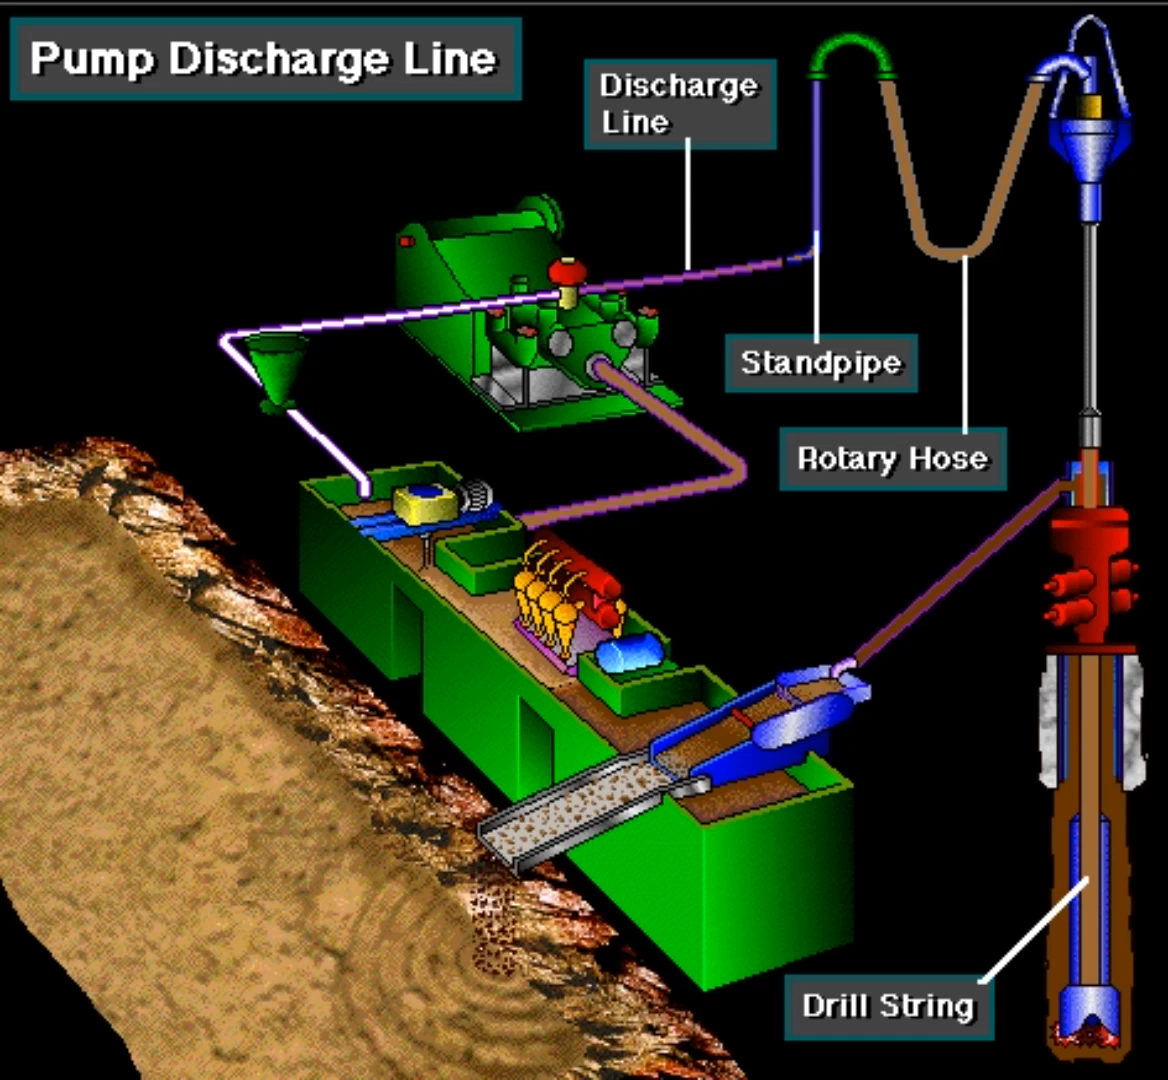 Pump Discharge Line
Discharge
Line
Standpipe
Rotary Hose
Drill String